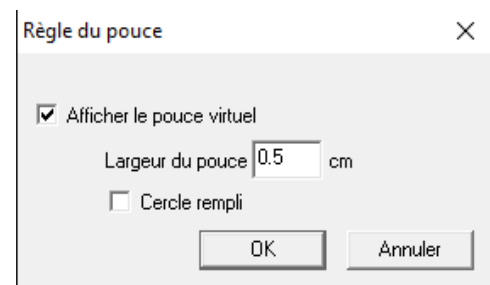 Règle du pouce
Afficher le pouce virtuel
Largeur du pouce 0.5 cm
Cercle rempli
OK Annuler